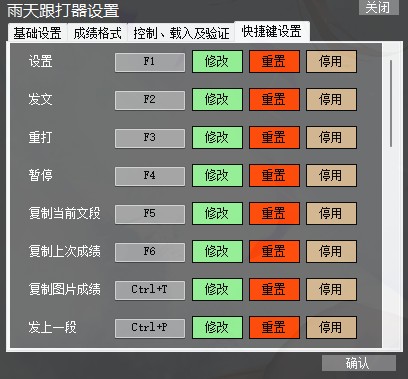 雨天跟打器设置 关闭
基础设置 成绩格式 控制、载入及验证 快捷键设置
设置 F1 修改 重置 停用
发文 F2 修改 重置 停用
重打 F3 修改 重置 停用
暂停 F4 修改 重置 停用
复制当前文段 F5 修改 重置 停用
复制上次成绩 F6 修改 重置 停用
复制图片成绩 Ctrl+T 修改 重置 停用
发上一段 Ctrl+P 修改 重置 停用
确认